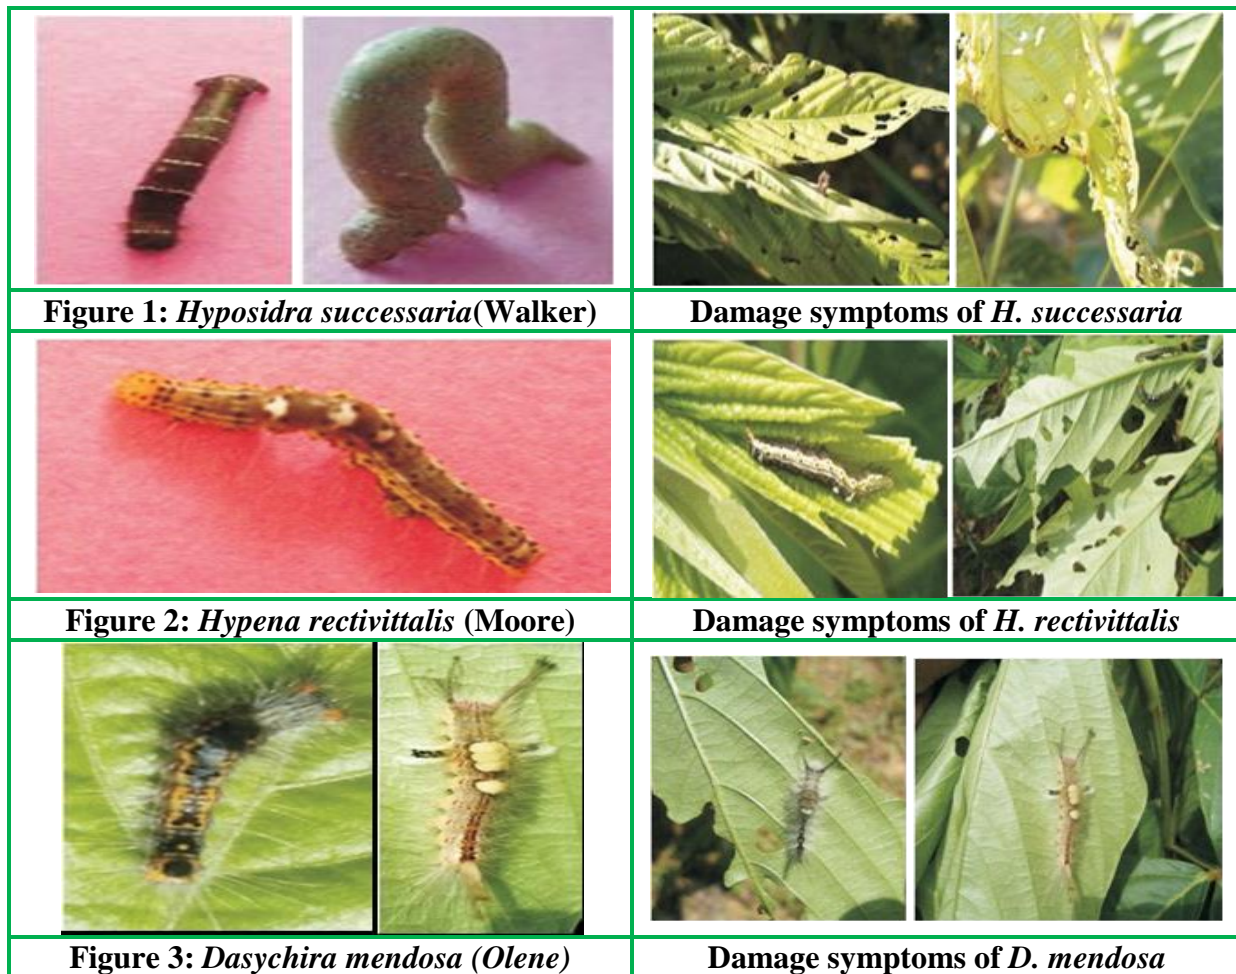 Figure 1: Hyposidra successaria(Walker)
Damage symptoms of H. successaria
Figure 2: Hypena rectivittalis (Moore)
Damage symptoms of H. rectivittalis
Figure 3: Dasychira mendosa (Olene)
Damage symptoms of D. mendosa